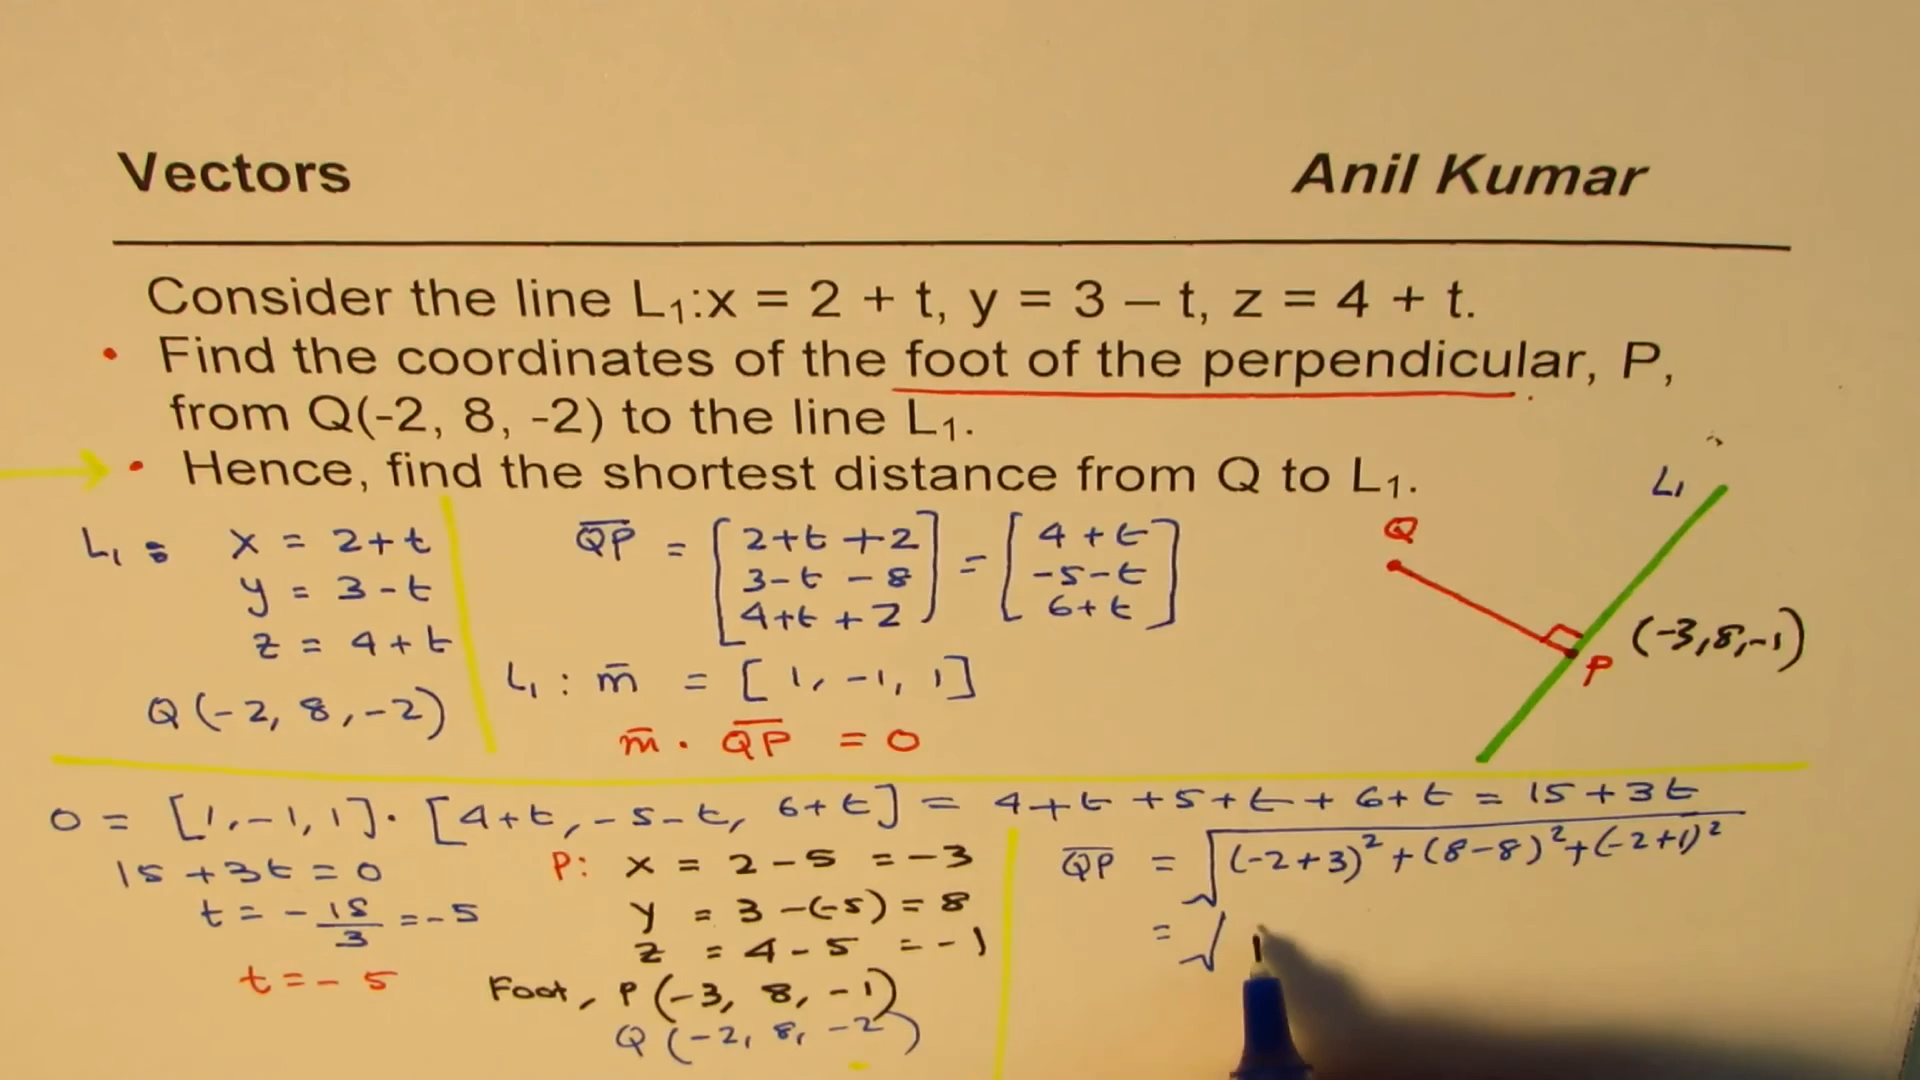 Vectors Anil Kumar
Consider the line L₁:x = 2 + t, y = 3 – t, z = 4 + t.
• Find the coordinates of the foot of the perpendicular, P,
from Q(-2, 8, -2) to the line L₁.
• Hence, find the shortest distance from Q to L₁.
L₁ : x = 2+t
y = 3-t
z = 4+t
Q(-2, 8, -2)
QP = [2+t+2
3-t-8
4+t+2] = [4+t
-5-t
6+t]
L₁ : m = [1, -1, 1]
m · QP = 0
L₁
Q
P (-3, 8, -1)
0 = [1, -1, 1] · [4+t, -5-t, 6+t] = 4+t+5+t+6+t = 15+3t
15+3t=0
t = -15/3 = -5
t = -5
P: x = 2-5 = -3
y = 3-(-5) = 8
z = 4-5 = -1
Foot, P(-3, 8, -1)
Q(-2, 8, -2)
QP = √(-2+3)²+(8-8)²+(-2+1)²
= √1